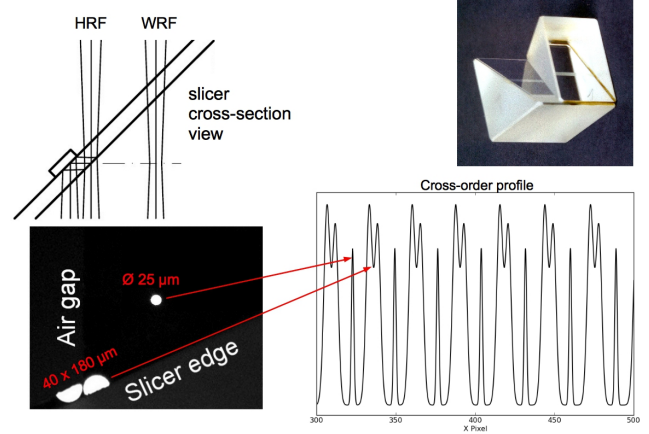 HRF WRF
slicer
cross-section
view
Cross-order profile
Ø 25 µm
Air gap
40 x 180 µm
Slicer edge
300 350 400 450 500
X Pixel